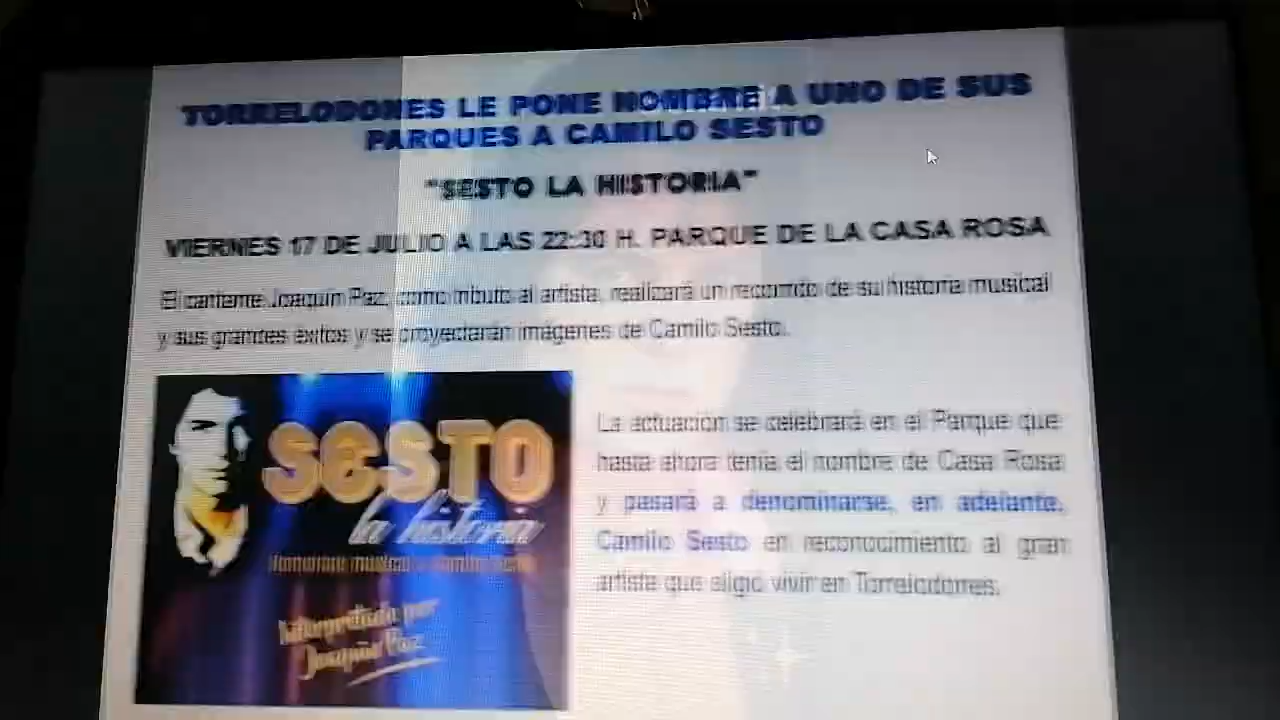 TORRELODONES LE PONE NOMBRE A UNO DE SUS
PARQUES A CAMILO SESTO
"SESTO LA HISTORIA"
VIERNES 17 DE JULIO A LAS 22:30 H. PARQUE DE LA CASA ROSA
El cantante Joaquín Paz, como tributo al artista, realizará un recorrido de su historia musical
y sus grandes éxitos y se proyectarán imágenes de Camilo Sesto.
SESTO
la historia
Homenaje musical a Camilo Sesto
Interpretado por
Joaquín Paz
La actuación se celebrará en el Parque que
hasta ahora tenía el nombre de Casa Rosa
y pasará a denominarse, en adelante,
Camilo Sesto en reconocimiento al gran
artista que eligió vivir en Torrelodones.